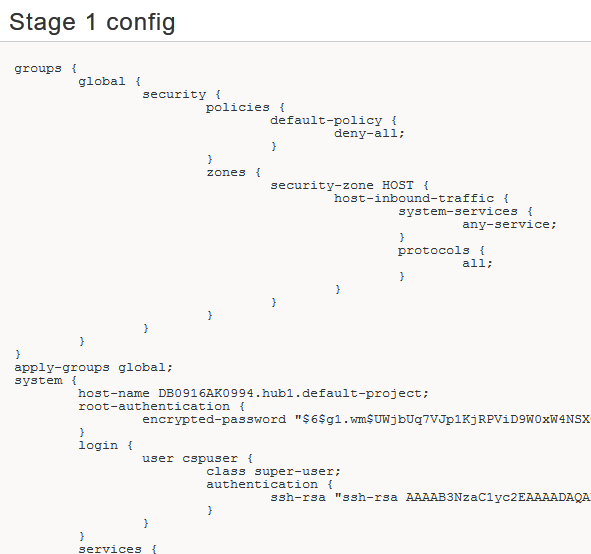 Stage 1 config
groups {
global {
security {
policies {
default-policy {
deny-all;
}
}
zones {
security-zone HOST {
host-inbound-traffic {
system-services {
any-service;
}
protocols {
all;
}
}
}
}
}
}
}
apply-groups global;
system {
host-name DB0916AK0994.hub1.default-project;
root-authentication {
encrypted-password "$6$g1.wm$UWjbUq7VJp1KjRPViD9W0xW4NSX
}
login {
user cspuser {
class super-user;
authentication {
ssh-rsa "ssh-rsa AAAAB3NzaC1yc2EAAAADAQA
}
}
}
services {